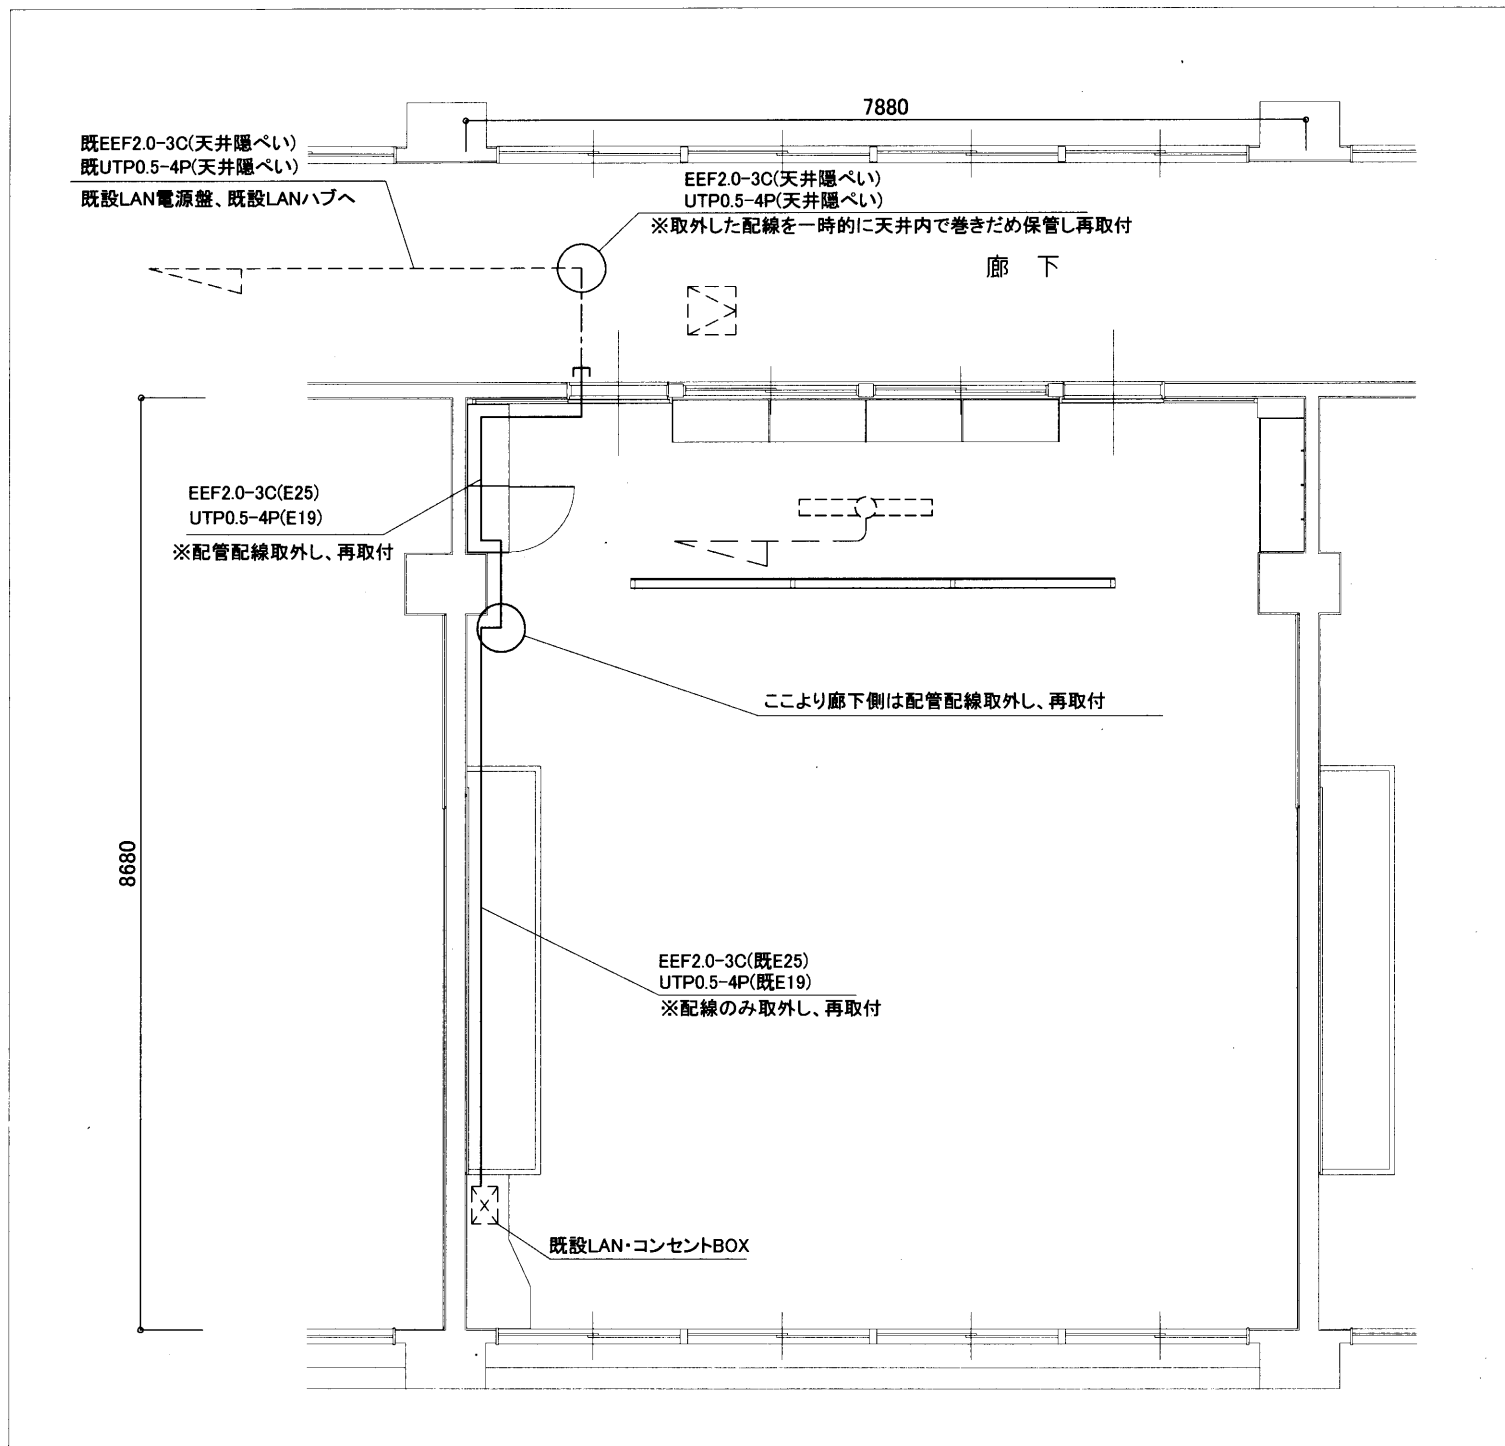 7880
既EEF2.0-3C(天井隠ぺい)
既UTP0.5-4P(天井隠ぺい)
既設LAN電源盤、既設LANハブへ
EEF2.0-3C(天井隠ぺい)
UTP0.5-4P(天井隠ぺい)
※取外した配線を一時的に天井内で巻きだめ保管し再取付
廊 下
EEF2.0-3C(E25)
UTP0.5-4P(E19)
※配管配線取外し、再取付
ここより廊下側は配管配線取外し、再取付
8680
EEF2.0-3C(既E25)
UTP0.5-4P(既E19)
※配線のみ取外し、再取付
既設LAN・コンセントBOX